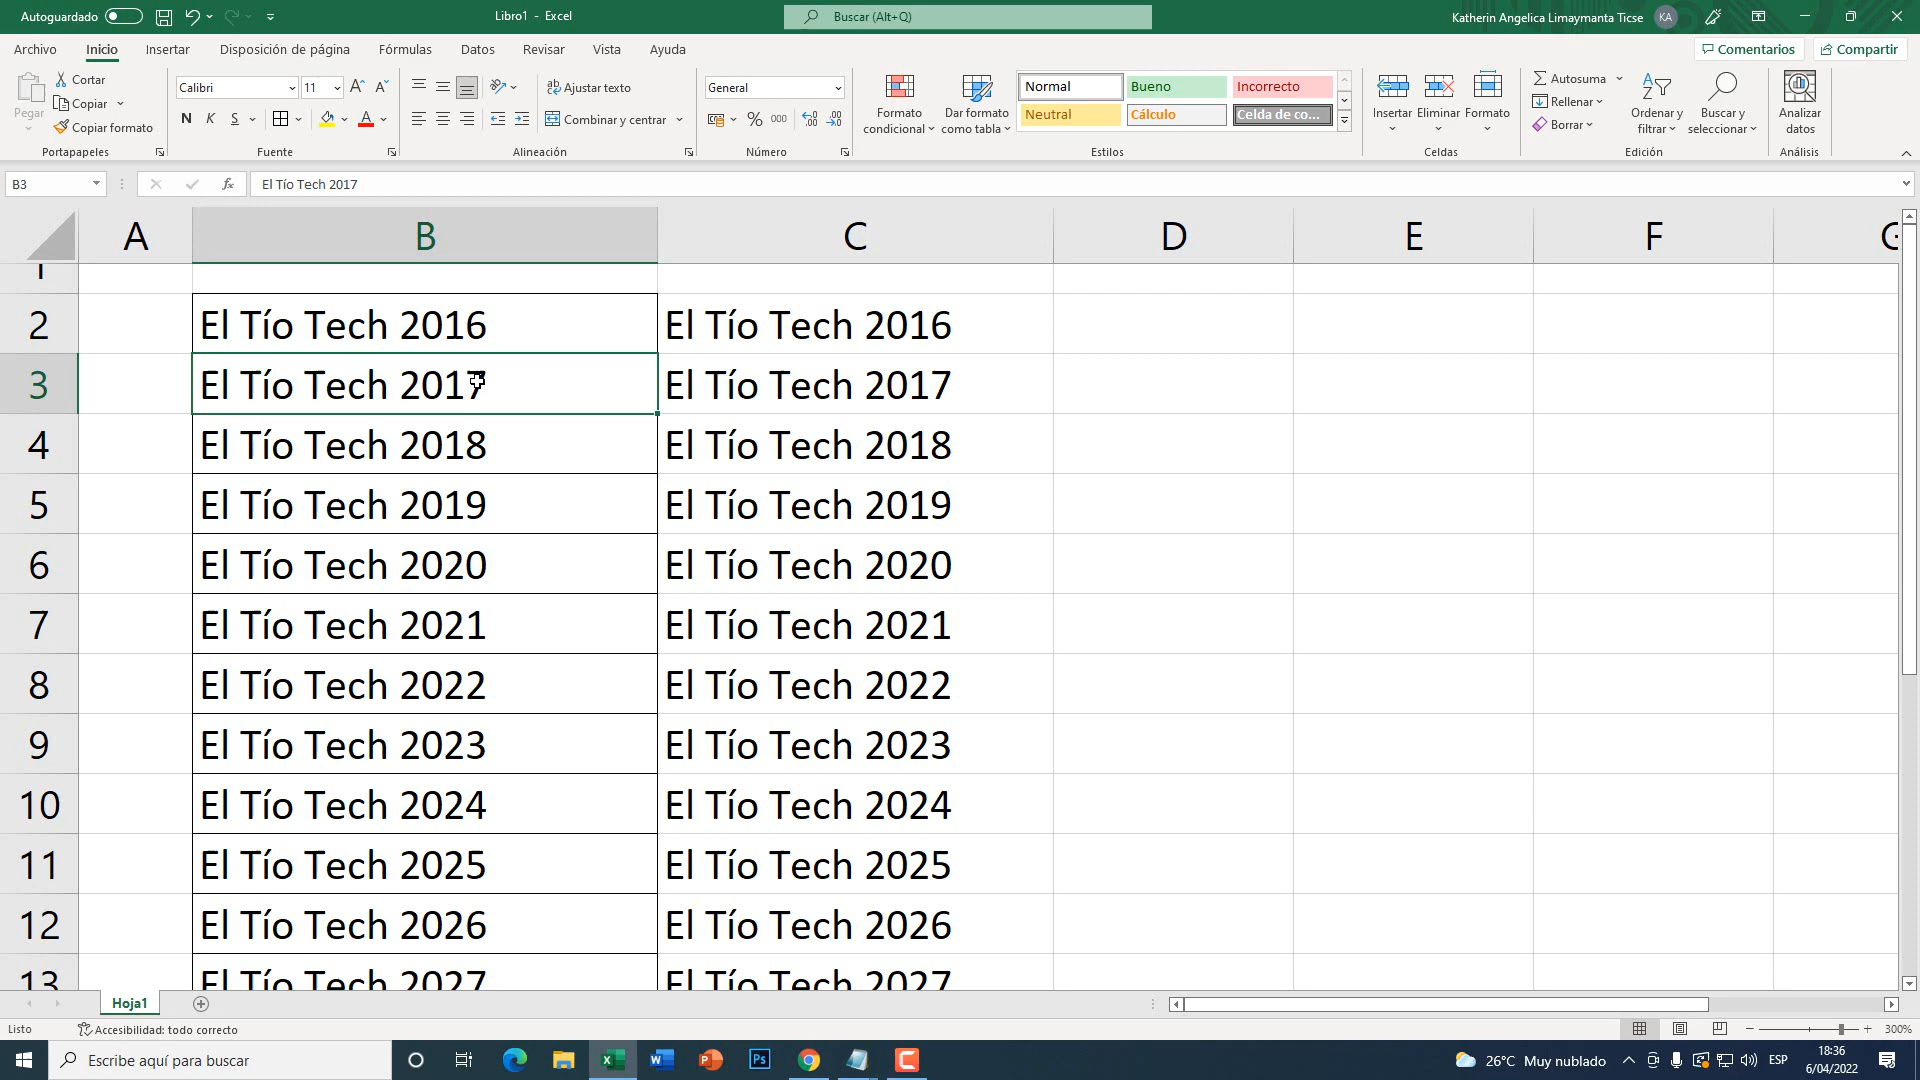 Autoguardado
Libro1 - Excel
Buscar (Alt+Q)
Katherin Angelica Limaymanta Ticse
KA
Archivo Inicio Insertar Disposición de página Fórmulas Datos Revisar Vista Ayuda
Comentarios Compartir
Pegar
Cortar
Copiar
Copiar formato
Portapapeles
Calibri 11
N K S
Fuente
Ajustar texto
Combinar y centrar
Alineación
General
% 000
Número
Formato condicional
Dar formato como tabla
Normal Bueno Incorrecto
Neutral Cálculo Celda de co...
Estilos
Insertar Eliminar Formato
Celdas
Autosuma
Rellenar
Borrar
Ordenar y filtrar
Buscar y seleccionar
Edición
Analizar datos
Análisis
B3 fx El Tío Tech 2017
A B C D E F G
1
2 El Tío Tech 2016 El Tío Tech 2016
3 El Tío Tech 2017 El Tío Tech 2017
4 El Tío Tech 2018 El Tío Tech 2018
5 El Tío Tech 2019 El Tío Tech 2019
6 El Tío Tech 2020 El Tío Tech 2020
7 El Tío Tech 2021 El Tío Tech 2021
8 El Tío Tech 2022 El Tío Tech 2022
9 El Tío Tech 2023 El Tío Tech 2023
10 El Tío Tech 2024 El Tío Tech 2024
11 El Tío Tech 2025 El Tío Tech 2025
12 El Tío Tech 2026 El Tío Tech 2026
13 El Tío Tech 2027 El Tío Tech 2027
Hoja1
Listo Accesibilidad: todo correcto
300%
Escribe aquí para buscar
Ps
26°C Muy nublado
ESP
18:36
6/04/2022